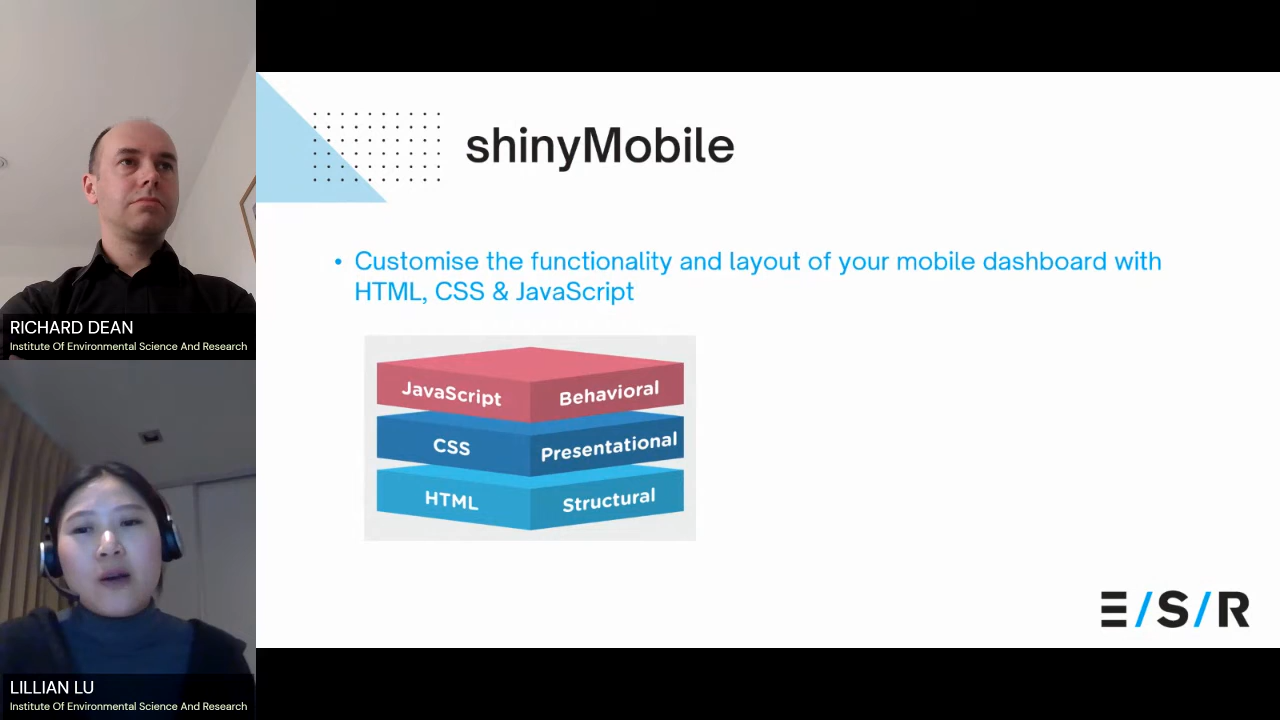 RICHARD DEAN
Institute Of Environmental Science And Research
LILLIAN LU
Institute Of Environmental Science And Research
shinyMobile
• Customise the functionality and layout of your mobile dashboard with
HTML, CSS & JavaScript
JavaScript Behavioral
CSS Presentational
HTML Structural
E/S/R